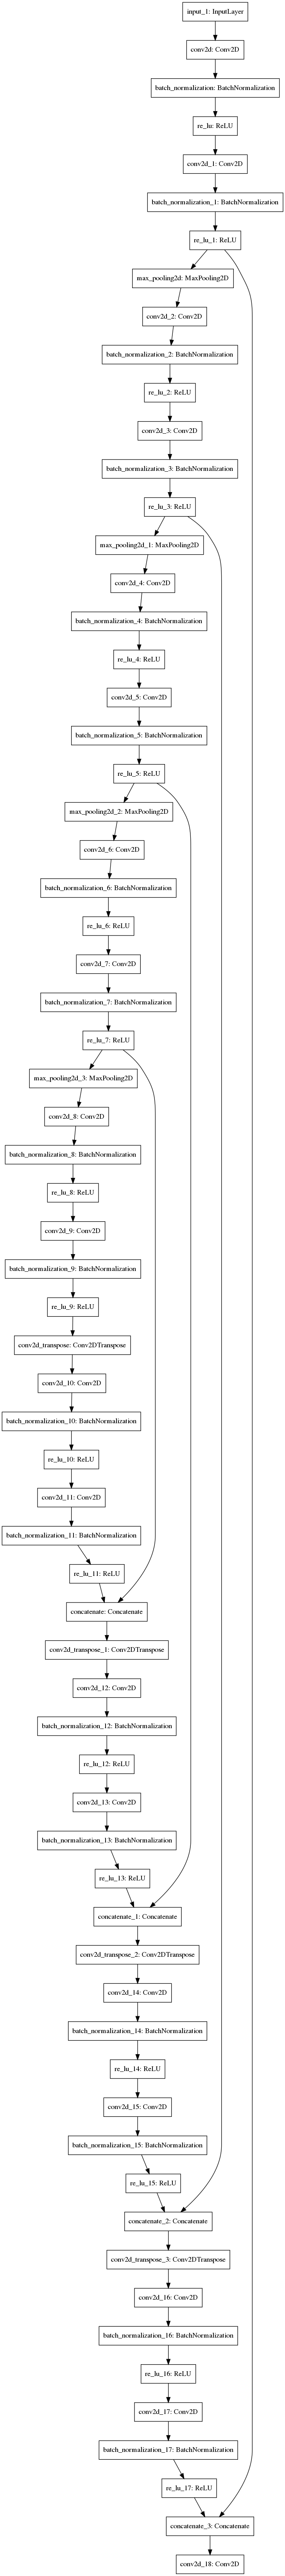 input_1: InputLayer
conv2d: Conv2D
batch_normalization: BatchNormalization
re_lu: ReLU
conv2d_1: Conv2D
batch_normalization_1: BatchNormalization
re_lu_1: ReLU
max_pooling2d: MaxPooling2D
conv2d_2: Conv2D
batch_normalization_2: BatchNormalization
re_lu_2: ReLU
conv2d_3: Conv2D
batch_normalization_3: BatchNormalization
re_lu_3: ReLU
max_pooling2d_1: MaxPooling2D
conv2d_4: Conv2D
batch_normalization_4: BatchNormalization
re_lu_4: ReLU
conv2d_5: Conv2D
batch_normalization_5: BatchNormalization
re_lu_5: ReLU
max_pooling2d_2: MaxPooling2D
conv2d_6: Conv2D
batch_normalization_6: BatchNormalization
re_lu_6: ReLU
conv2d_7: Conv2D
batch_normalization_7: BatchNormalization
re_lu_7: ReLU
max_pooling2d_3: MaxPooling2D
conv2d_8: Conv2D
batch_normalization_8: BatchNormalization
re_lu_8: ReLU
conv2d_9: Conv2D
batch_normalization_9: BatchNormalization
re_lu_9: ReLU
conv2d_transpose: Conv2DTranspose
conv2d_10: Conv2D
batch_normalization_10: BatchNormalization
re_lu_10: ReLU
conv2d_11: Conv2D
batch_normalization_11: BatchNormalization
re_lu_11: ReLU
concatenate: Concatenate
conv2d_transpose_1: Conv2DTranspose
conv2d_12: Conv2D
batch_normalization_12: BatchNormalization
re_lu_12: ReLU
conv2d_13: Conv2D
batch_normalization_13: BatchNormalization
re_lu_13: ReLU
concatenate_1: Concatenate
conv2d_transpose_2: Conv2DTranspose
conv2d_14: Conv2D
batch_normalization_14: BatchNormalization
re_lu_14: ReLU
conv2d_15: Conv2D
batch_normalization_15: BatchNormalization
re_lu_15: ReLU
concatenate_2: Concatenate
conv2d_transpose_3: Conv2DTranspose
conv2d_16: Conv2D
batch_normalization_16: BatchNormalization
re_lu_16: ReLU
conv2d_17: Conv2D
batch_normalization_17: BatchNormalization
re_lu_17: ReLU
concatenate_3: Concatenate
conv2d_18: Conv2D